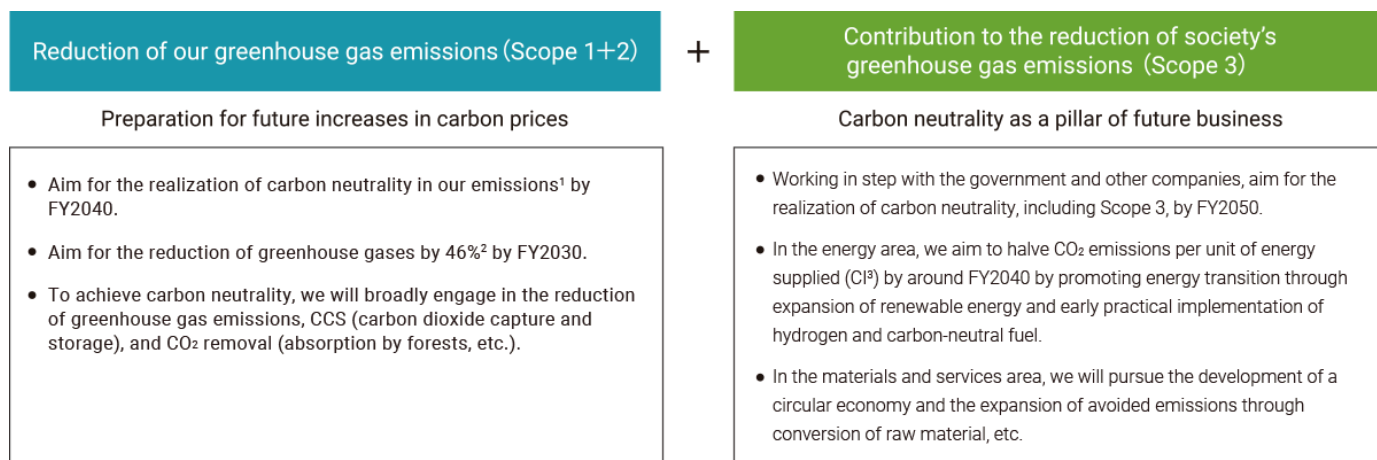 Reduction of our greenhouse gas emissions (Scope 1+2)
+
Contribution to the reduction of society's
greenhouse gas emissions (Scope 3)
Preparation for future increases in carbon prices
• Aim for the realization of carbon neutrality in our emissions¹ by
FY2040.
• Aim for the reduction of greenhouse gases by 46%² by FY2030.
• To achieve carbon neutrality, we will broadly engage in the reduction
of greenhouse gas emissions, CCS (carbon dioxide capture and
storage), and CO₂ removal (absorption by forests, etc.).
Carbon neutrality as a pillar of future business
• Working in step with the government and other companies, aim for the
realization of carbon neutrality, including Scope 3, by FY2050.
• In the energy area, we aim to halve CO₂ emissions per unit of energy
supplied (CI³) by around FY2040 by promoting energy transition through
expansion of renewable energy and early practical implementation of
hydrogen and carbon-neutral fuel.
• In the materials and services area, we will pursue the development of a
circular economy and the expansion of avoided emissions through
conversion of raw material, etc.